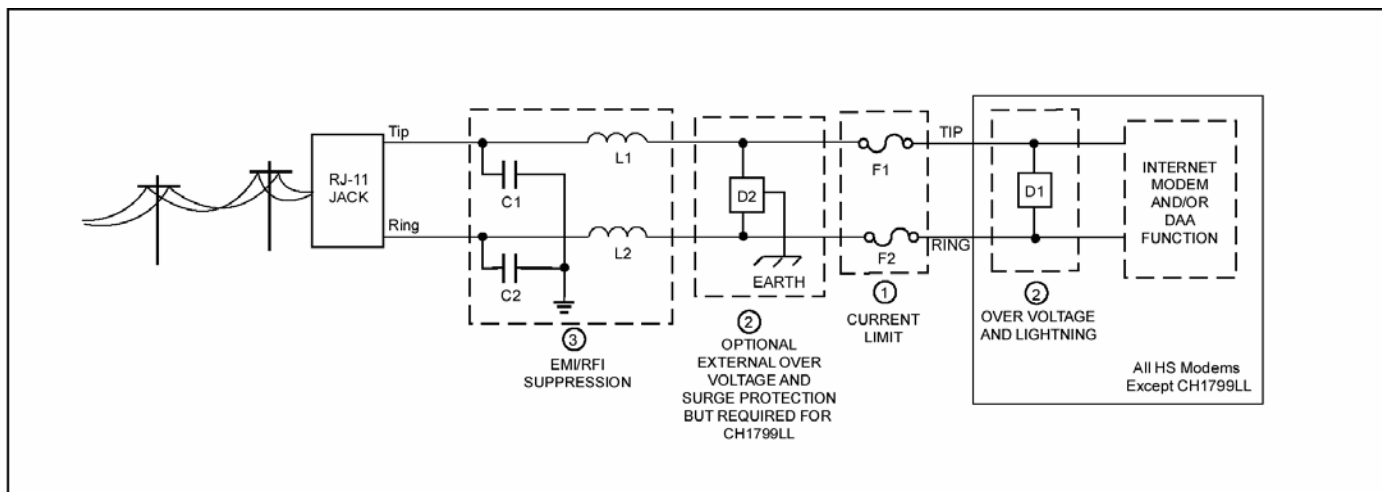 RJ-11
JACK
Tip
Ring
C1
C2
L1
L2
③
EMI/RFI
SUPPRESSION
D2
EARTH
②
OPTIONAL
EXTERNAL OVER
VOLTAGE AND
SURGE PROTECTION
BUT REQUIRED FOR
CH1799LL
F1
F2
①
CURRENT
LIMIT
TIP
RING
D1
②
OVER VOLTAGE
AND LIGHTNING
INTERNET
MODEM
AND/OR
DAA
FUNCTION
All HS Modems
Except CH1799LL